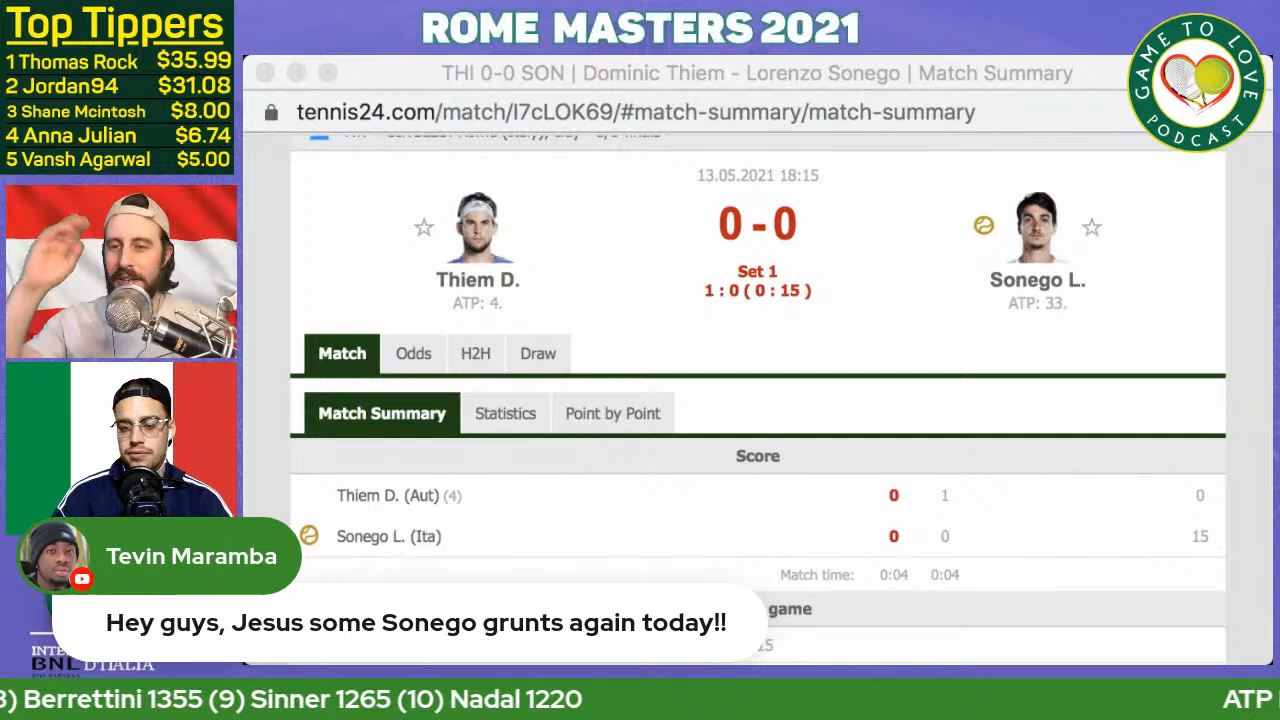 Top Tippers
1 Thomas Rock $35.99
2 Jordan94 $31.08
3 Shane Mcintosh $8.00
4 Anna Julian $6.74
5 Vansh Agarwal $5.00
ROME MASTERS 2021
GAME TO LOVE
PODCAST
THI 0-0 SON | Dominic Thiem - Lorenzo Sonego | Match Summary
tennis24.com/match/I7cLOK69/#match-summary/match-summary
13.05.2021 18:15
0 - 0
Set 1
1 : 0 ( 0 : 15 )
Thiem D.
ATP: 4.
Sonego L.
ATP: 33.
Match Odds H2H Draw
Match Summary Statistics Point by Point
Score
Thiem D. (Aut) (4) 0 1 0
Sonego L. (Ita) 0 0 15
Match time: 0:04 0:04
game
15
Tevin Maramba
Hey guys, Jesus some Sonego grunts again today!!
INTE
BNL D'ITALIA
3) Berrettini 1355 (9) Sinner 1265 (10) Nadal 1220
ATP